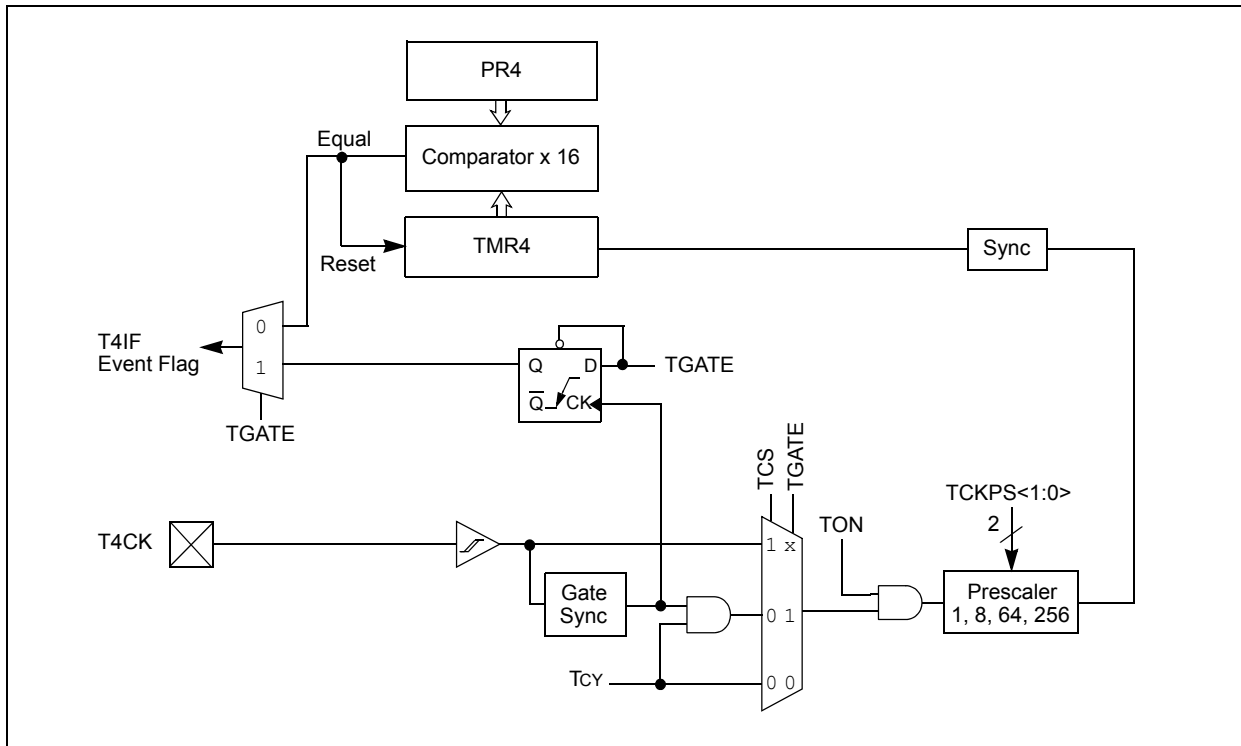 PR4
Equal
Comparator x 16
TMR4
Reset
Sync
0
T4IF
Event Flag
1
Q
D
TGATE
Q
CK
TGATE
TCS
TGATE
TCKPS<1:0>
2
TON
T4CK
1 x
Gate
Sync
0 1
Prescaler
1, 8, 64, 256
TCY
0 0